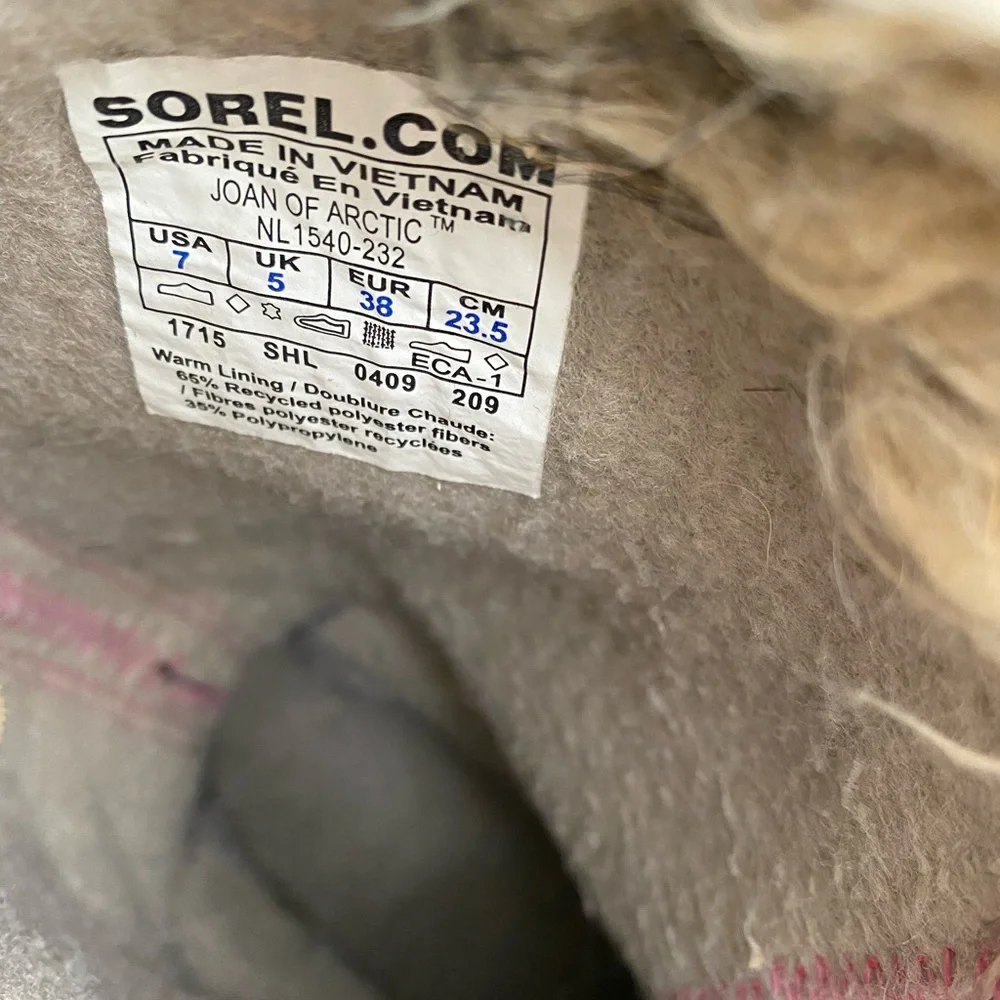 SOREL.COM
MADE IN VIETNAM
Fabriqué En Vietnam
JOAN OF ARCTIC™
NL1540-232
USA UK EUR CM
7 5 38 23.5
1715 SHL 0409 ECA-1 209
Warm Lining / Doublure Chaude:
65% Recycled polyester fibers
/ Fibres polyester recyclées
35% Polypropylene